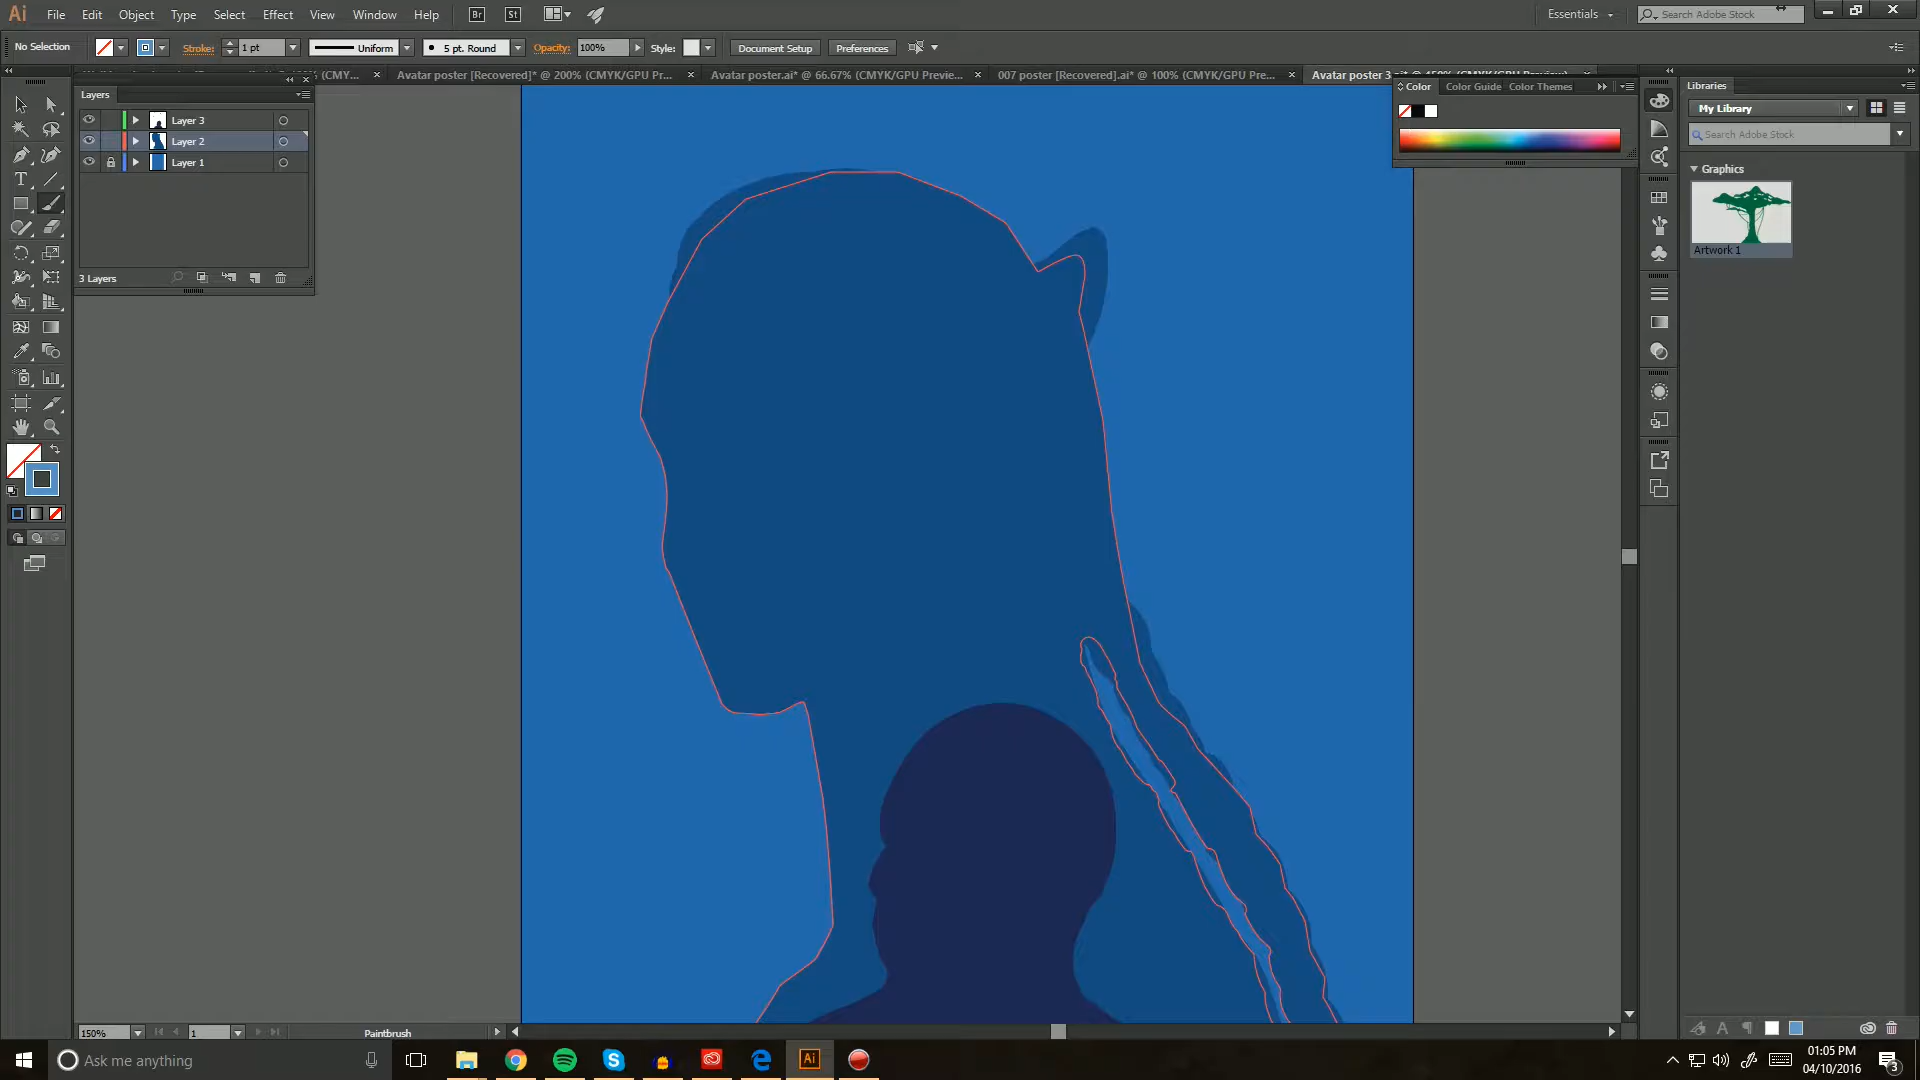 Ai File Edit Object Type Select Effect View Window Help Br St Essentials Search Adobe Stock
No Selection Stroke: 1 pt Uniform 5 pt. Round Opacity: 100% Style: Document Setup Preferences
(CMY... Avatar poster [Recovered]* @ 200% (CMYK/GPU Pr... Avatar poster.ai* @ 66.67% (CMYK/GPU Previe... 007 poster [Recovered].ai* @ 100% (CMYK/GPU Pre... Avatar poster 3
Color Color Guide Color Themes
Libraries
My Library
Search Adobe Stock
Graphics
Artwork 1
Layers
Layer 3
Layer 2
Layer 1
3 Layers
150% 1 Paintbrush
Ask me anything
Ai
01:05 PM
04/10/2016
3